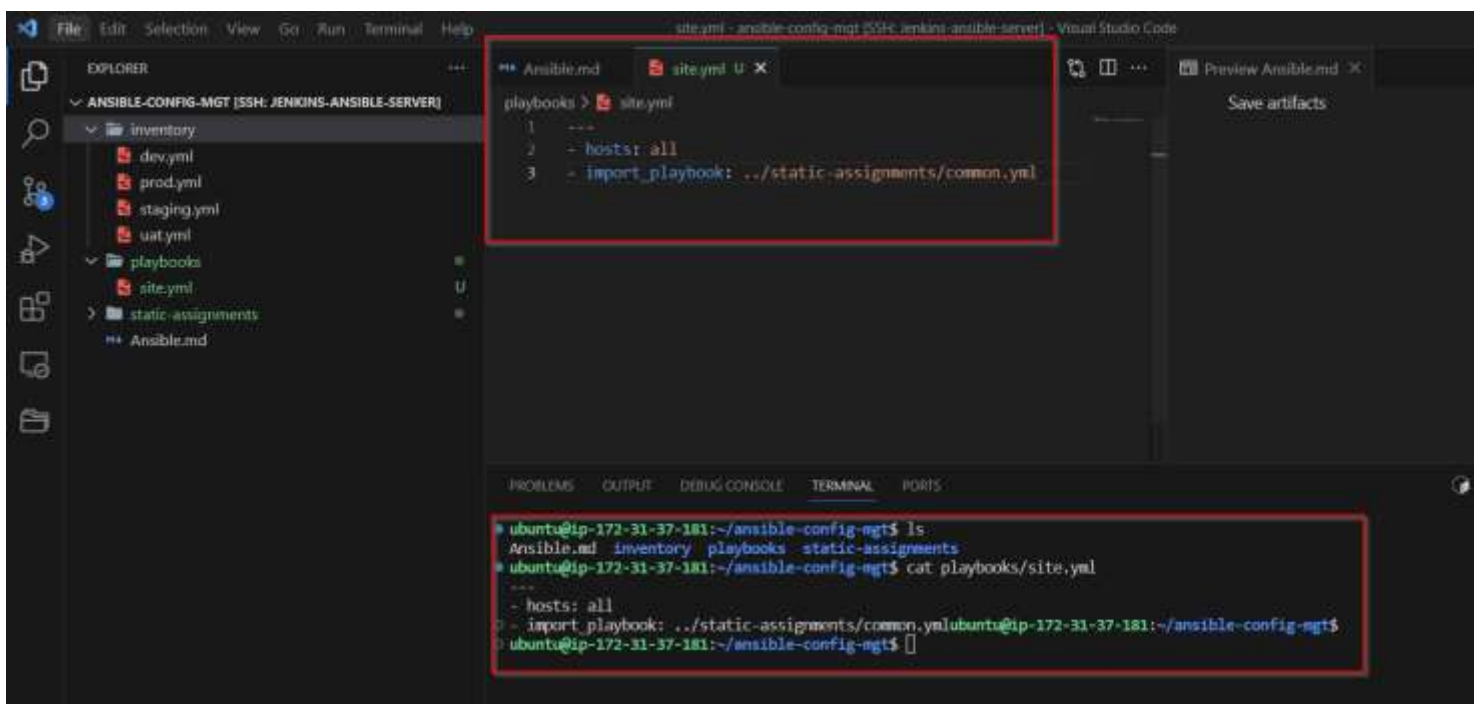 File Edit Selection View Go Run Terminal Help
site.yml - ansible-config-mgt [SSH: Jenkins-ansible-server] - Visual Studio Code
EXPLORER
ANSIBLE-CONFIG-MGT [SSH: JENKINS-ANSIBLE-SERVER]
inventory
dev.yml
prod.yml
staging.yml
uat.yml
playbooks
site.yml U
static-assignments
Ansible.md
3
Ansible.md site.yml U
playbooks > site.yml
1 ---
2 - hosts: all
3 - import_playbook: ../static-assignments/common.yml
Preview Ansible.md
Save artifacts
PROBLEMS OUTPUT DEBUG CONSOLE TERMINAL PORTS
ubuntu@ip-172-31-37-181:~/ansible-config-mgt$ ls
Ansible.md inventory playbooks static-assignments
ubuntu@ip-172-31-37-181:~/ansible-config-mgt$ cat playbooks/site.yml
---
- hosts: all
- import_playbook: ../static-assignments/common.ymlubuntu@ip-172-31-37-181:~/ansible-config-mgt$
ubuntu@ip-172-31-37-181:~/ansible-config-mgt$